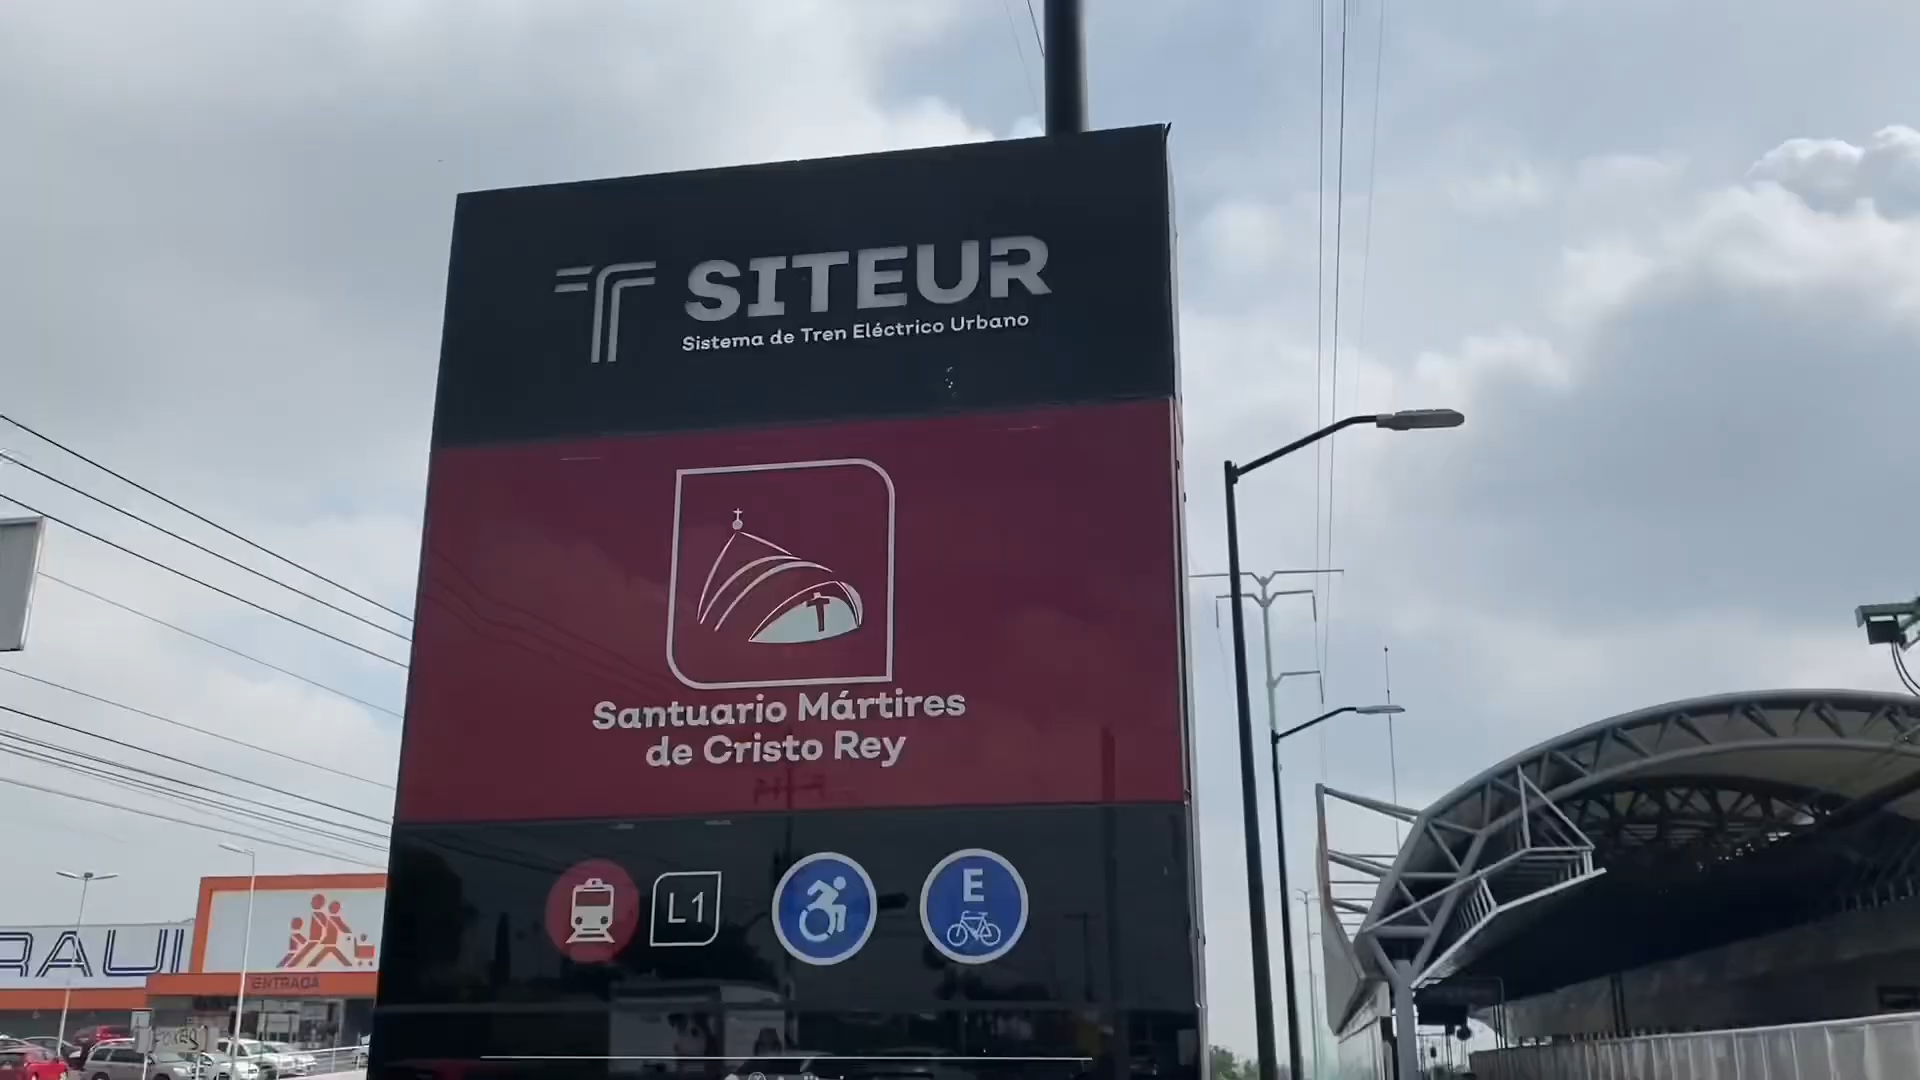 SITEUR
Sistema de Tren Eléctrico Urbano
Santuario Mártires
de Cristo Rey
L1
E
ENTRADA